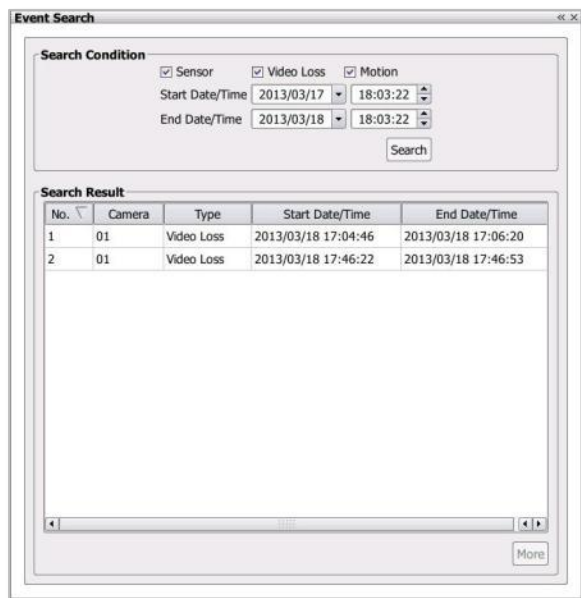 Event Search
Search Condition
Sensor Video Loss Motion
Start Date/Time 2013/03/17 18:03:22
End Date/Time 2013/03/18 18:03:22
Search
Search Result
No. Camera Type Start Date/Time End Date/Time
1 01 Video Loss 2013/03/18 17:04:46 2013/03/18 17:06:20
2 01 Video Loss 2013/03/18 17:46:22 2013/03/18 17:46:53
More